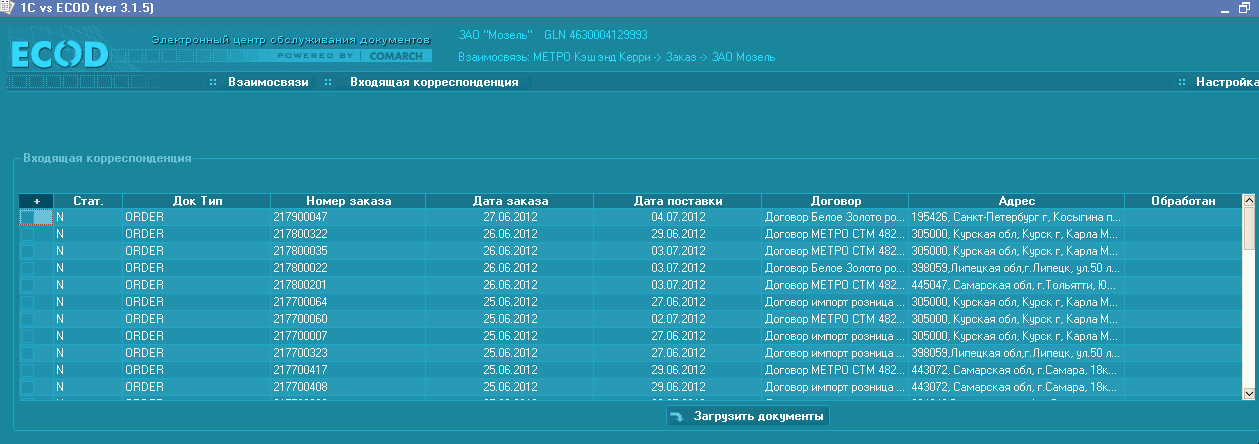 1C vs ECOD (ver 3.1.5)
ECOD
Электронный центр обслуживания документов
POWERED BY | COMARCH
ЗАО "Мозель" GLN 4630004129993
Взаимосвязь: МЕТРО Кэш энд Керри -> Заказ -> ЗАО Мозель
:: Взаимосвязи :: Входящая корреспонденция :: Настройка
Входящая корреспонденция
+ Стат. Док Тип Номер заказа Дата заказа Дата поставки Договор Адрес Обработан
N ORDER 217900047 27.06.2012 04.07.2012 Договор Белое Золото ро... 195426, Санкт-Петербург г, Косыгина п...
N ORDER 217800322 26.06.2012 29.06.2012 Договор МЕТРО СТМ 482... 305000, Курская обл, Курск г, Карла М...
N ORDER 217800035 26.06.2012 03.07.2012 Договор МЕТРО СТМ 482... 305000, Курская обл, Курск г, Карла М...
N ORDER 217800022 26.06.2012 03.07.2012 Договор Белое Золото ро... 398059,Липецкая обл,г.Липецк, ул.50 л...
N ORDER 217800201 26.06.2012 03.07.2012 Договор МЕТРО СТМ 482... 445047, Самарская обл, г.Тольятти, Ю...
N ORDER 217700064 25.06.2012 27.06.2012 Договор импорт розница ... 305000, Курская обл, Курск г, Карла М...
N ORDER 217700060 25.06.2012 02.07.2012 Договор МЕТРО СТМ 482... 305000, Курская обл, Курск г, Карла М...
N ORDER 217700007 25.06.2012 27.06.2012 Договор импорт розница ... 305000, Курская обл, Курск г, Карла М...
N ORDER 217700323 25.06.2012 27.06.2012 Договор импорт розница ... 398059,Липецкая обл,г.Липецк, ул.50 л...
N ORDER 217700417 25.06.2012 29.06.2012 Договор МЕТРО СТМ 482... 443072, Самарская обл, г.Самара, 18к...
N ORDER 217700408 25.06.2012 29.06.2012 Договор импорт розница ... 443072, Самарская обл, г.Самара, 18к...
Загрузить документы